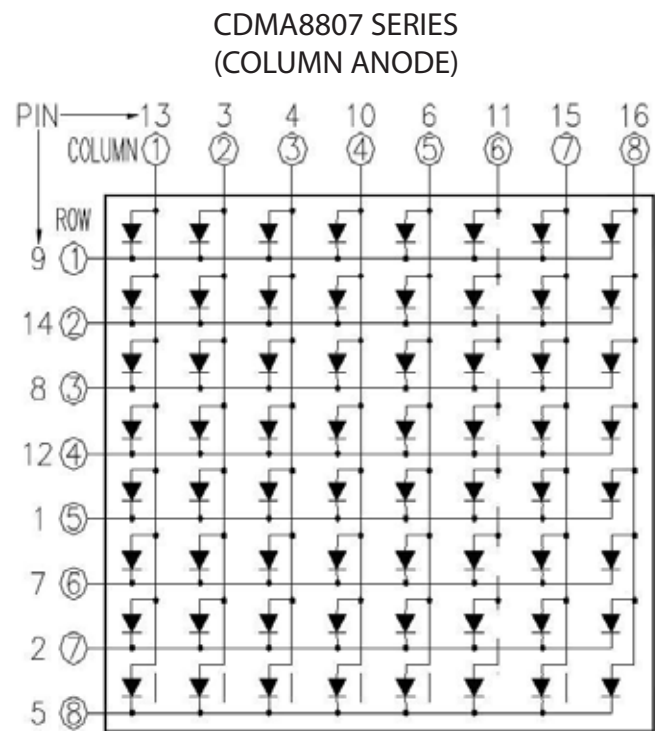 CDMA8807 SERIES
(COLUMN ANODE)
PIN 13 3 4 10 6 11 15 16
COLUMN ① ② ③ ④ ⑤ ⑥ ⑦ ⑧
ROW
9 ①
14 ②
8 ③
12 ④
1 ⑤
7 ⑥
2 ⑦
5 ⑧